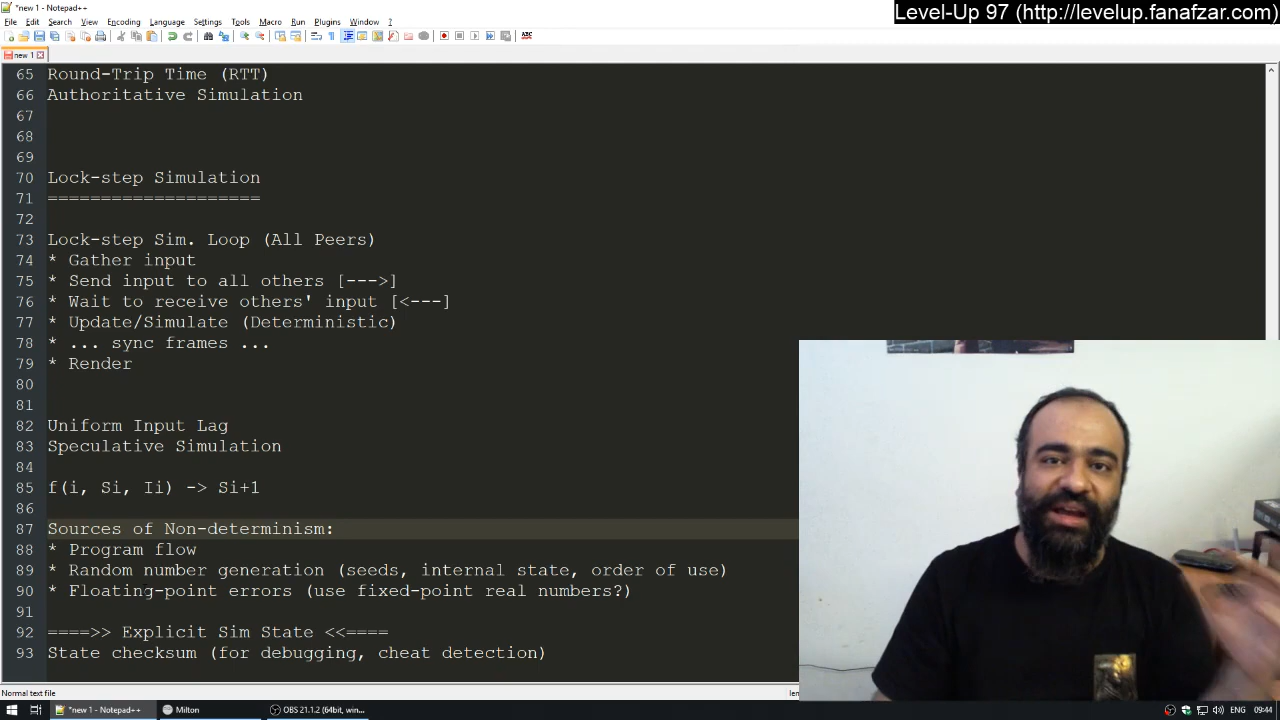 *new 1 - Notepad++
Level-Up 97 (http://levelup.fanafzar.com)
File Edit Search View Encoding Language Settings Tools Macro Run Plugins Window ?
new 1
65 Round-Trip Time (RTT)
66 Authoritative Simulation
67
68
69
70 Lock-step Simulation
71 ====================
72
73 Lock-step Sim. Loop (All Peers)
74 * Gather input
75 * Send input to all others [--->]
76 * Wait to receive others' input [<---]
77 * Update/Simulate (Deterministic)
78 * ... sync frames ...
79 * Render
80
81
82 Uniform Input Lag
83 Speculative Simulation
84
85 f(i, Si, Ii) -> Si+1
86
87 Sources of Non-determinism:
88 * Program flow
89 * Random number generation (seeds, internal state, order of use)
90 * Floating-point errors (use fixed-point real numbers?)
91
92 ====>> Explicit Sim State <<====
93 State checksum (for debugging, cheat detection)
Normal text file
len
*new 1 - Notepad++
Milton
OBS 21.1.2 (64bit, win...
ENG
09:44